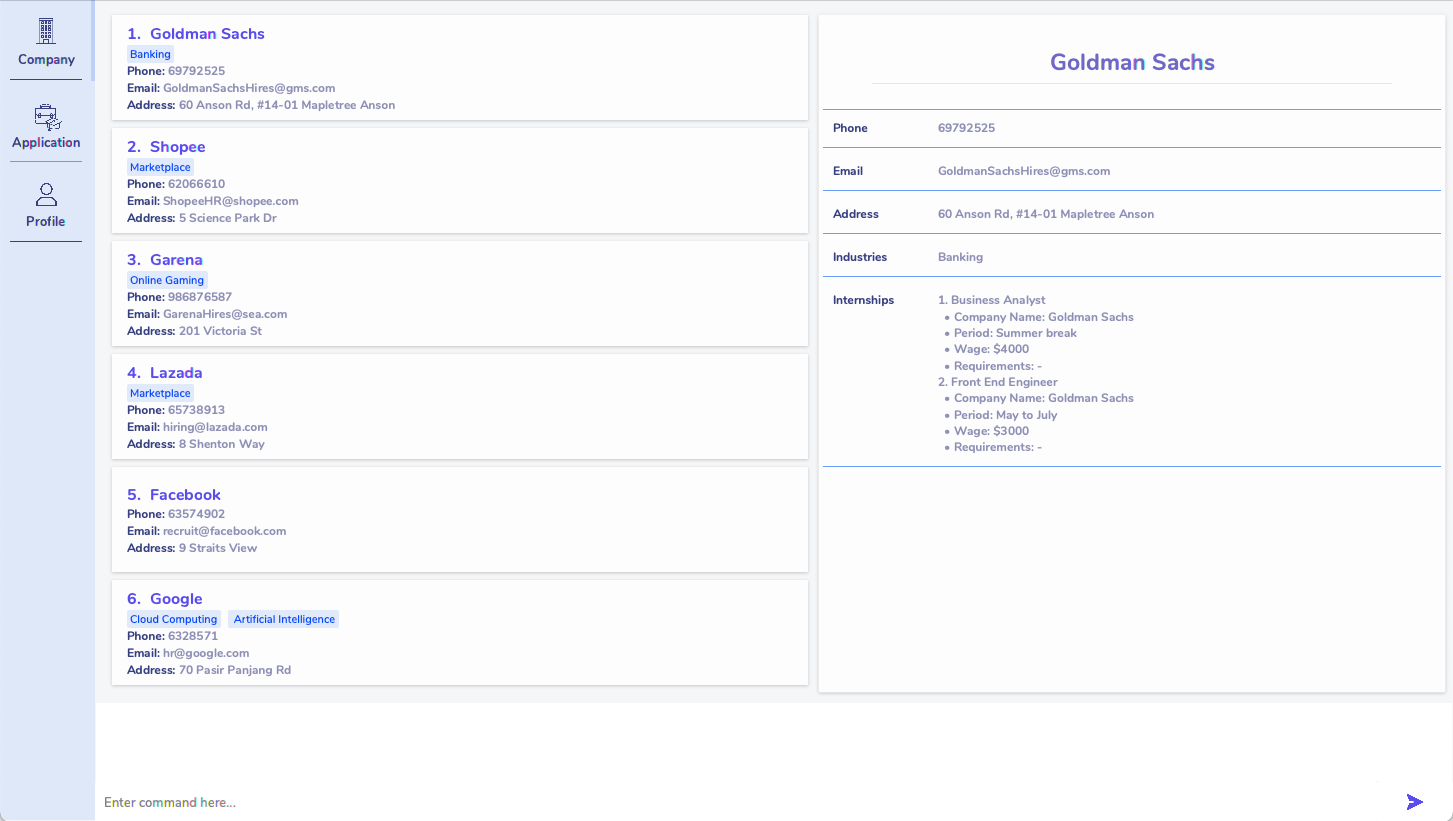 Company
Application
Profile
1. Goldman Sachs
Banking
Phone: 69792525
Email: GoldmanSachsHires@gms.com
Address: 60 Anson Rd, #14-01 Mapletree Anson
2. Shopee
Marketplace
Phone: 62066610
Email: ShopeeHR@shopee.com
Address: 5 Science Park Dr
3. Garena
Online Gaming
Phone: 986876587
Email: GarenaHires@sea.com
Address: 201 Victoria St
4. Lazada
Marketplace
Phone: 65738913
Email: hiring@lazada.com
Address: 8 Shenton Way
5. Facebook
Phone: 63574902
Email: recruit@facebook.com
Address: 9 Straits View
6. Google
Cloud Computing Artificial Intelligence
Phone: 6328571
Email: hr@google.com
Address: 70 Pasir Panjang Rd
Goldman Sachs
Phone 69792525
Email GoldmanSachsHires@gms.com
Address 60 Anson Rd, #14-01 Mapletree Anson
Industries Banking
Internships 1. Business Analyst
• Company Name: Goldman Sachs
• Period: Summer break
• Wage: $4000
• Requirements: -
2. Front End Engineer
• Company Name: Goldman Sachs
• Period: May to July
• Wage: $3000
• Requirements: -
Enter command here...